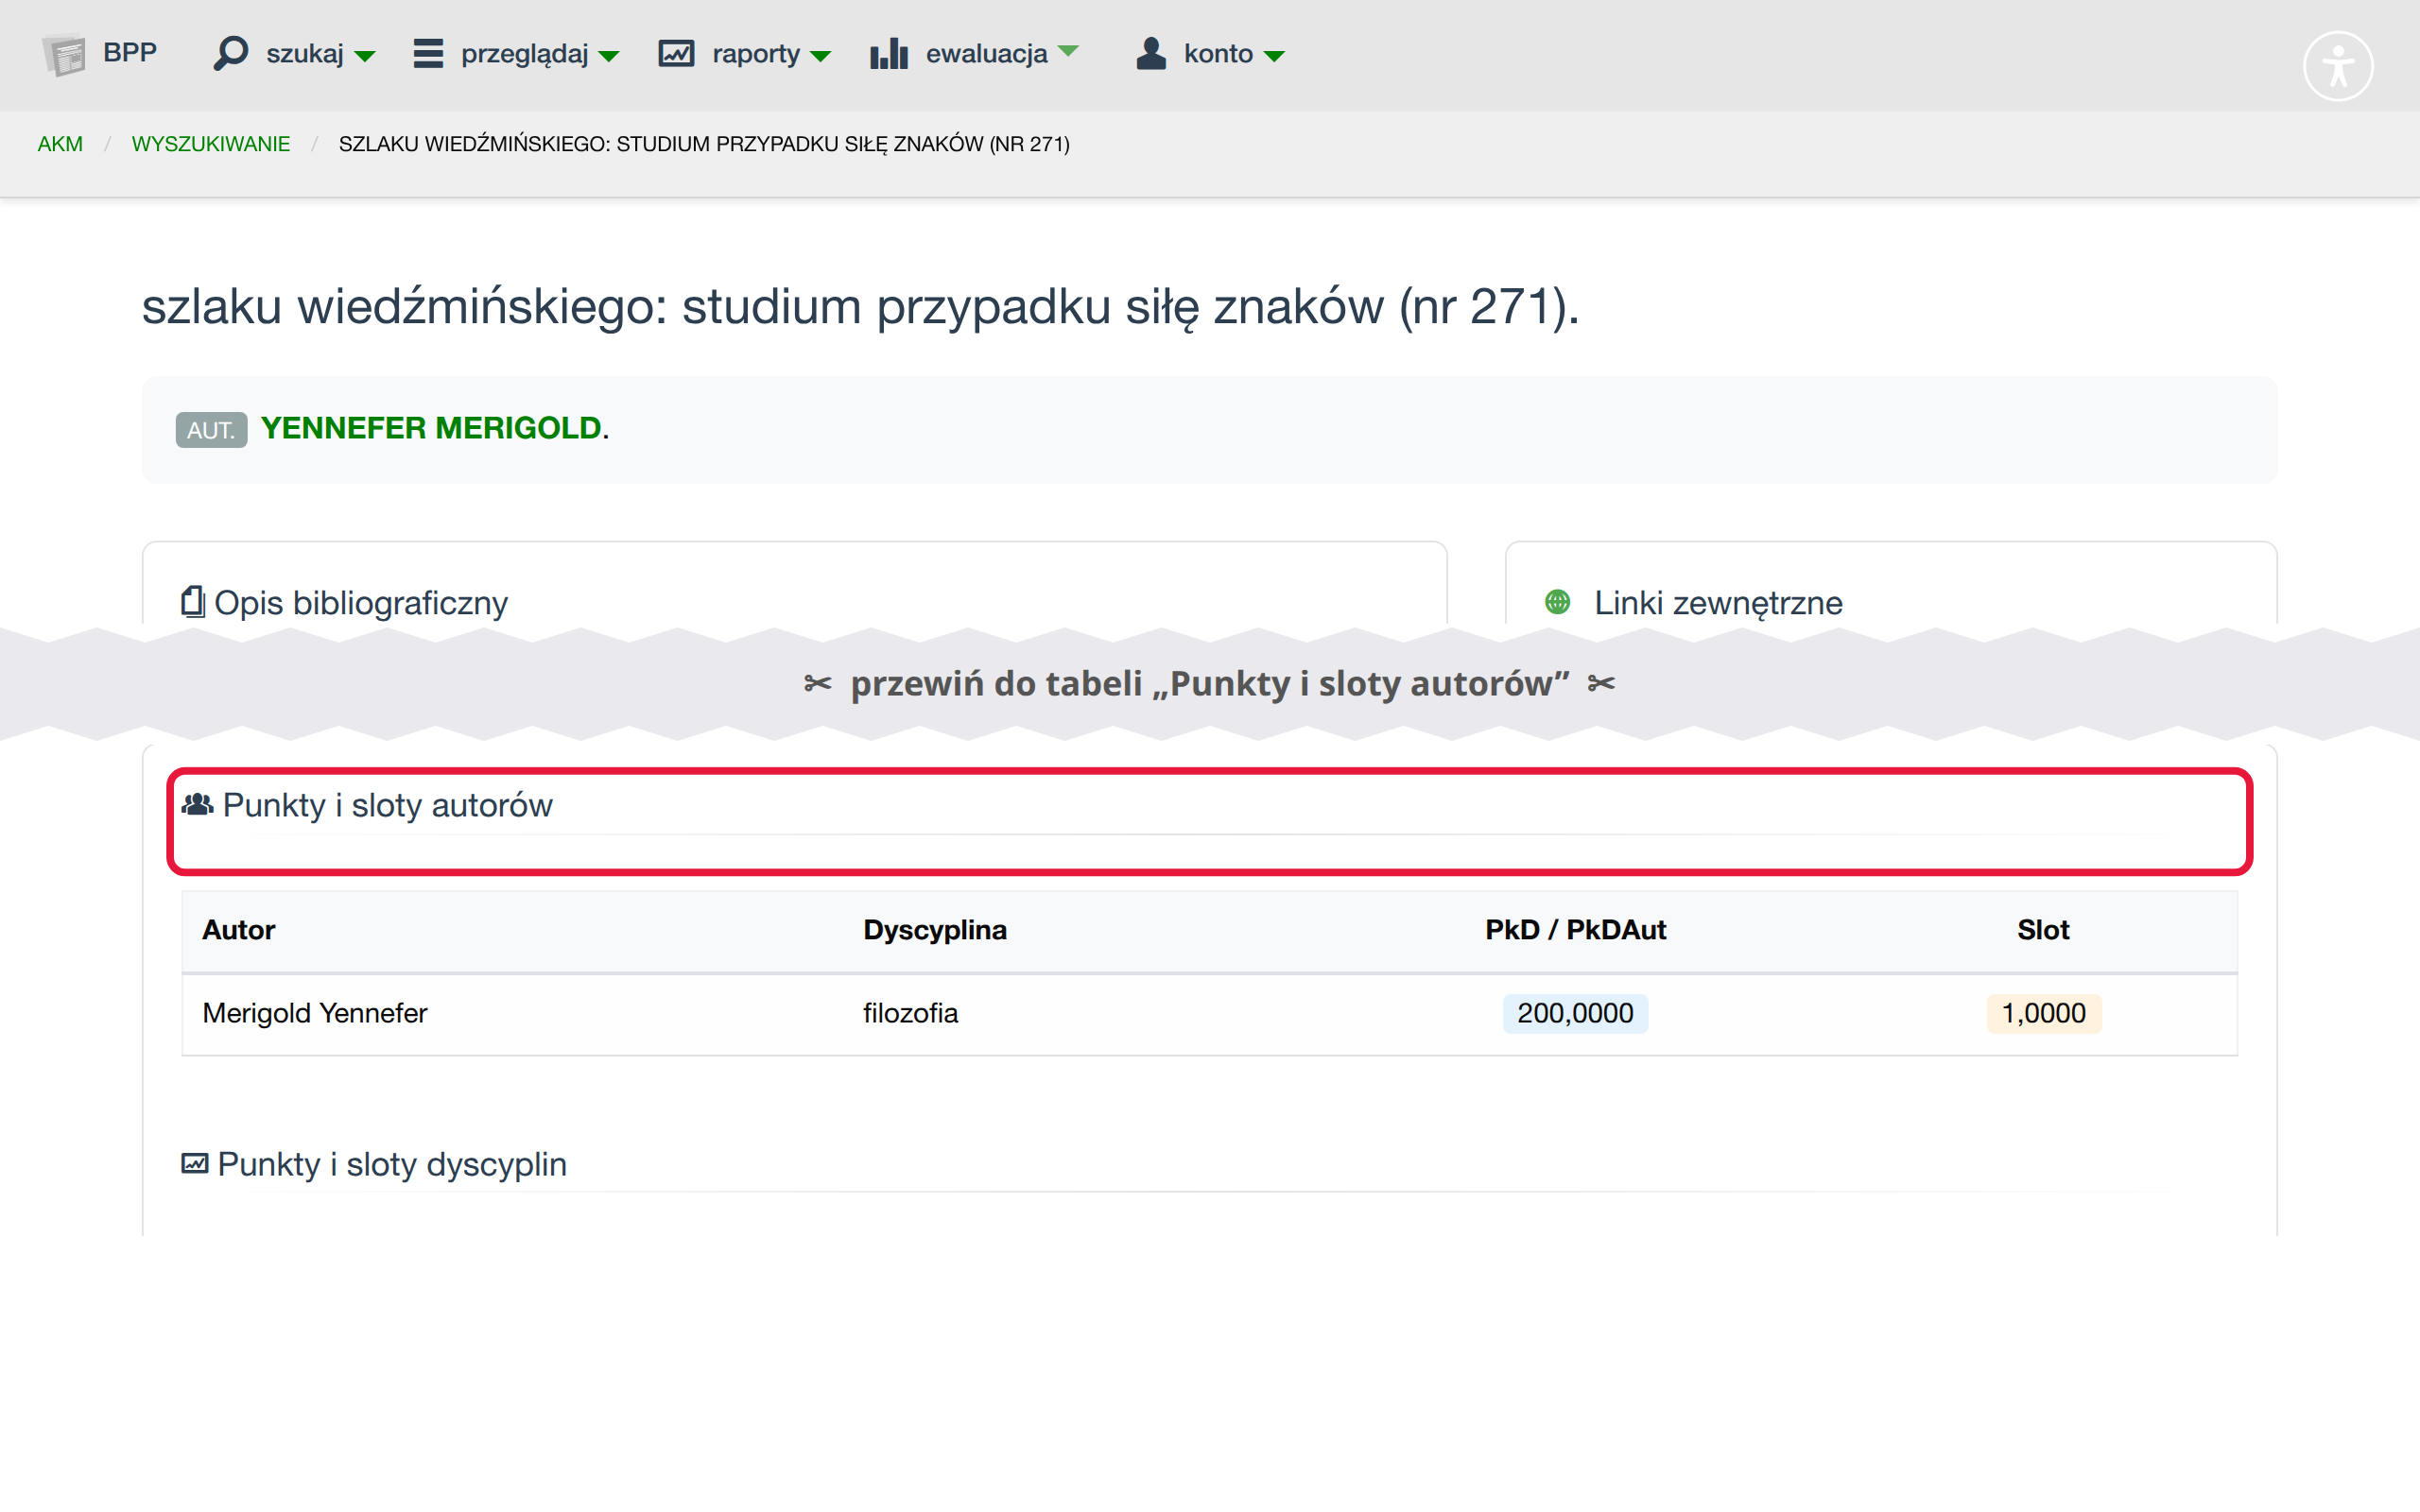 BPP szukaj przeglądaj raporty ewaluacja konto
AKM / WYSZUKIWANIE / SZLAKU WIEDŹMIŃSKIEGO: STUDIUM PRZYPADKU SIŁĘ ZNAKÓW (NR 271)
szlaku wiedźmińskiego: studium przypadku siłę znaków (nr 271).
AUT. YENNEFER MERIGOLD.
Opis bibliograficzny Linki zewnętrzne
✂ przewiń do tabeli „Punkty i sloty autorów” ✂
Punkty i sloty autorów
Autor Dyscyplina PkD / PkDAut Slot
Merigold Yennefer filozofia 200,0000 1,0000
Punkty i sloty dyscyplin